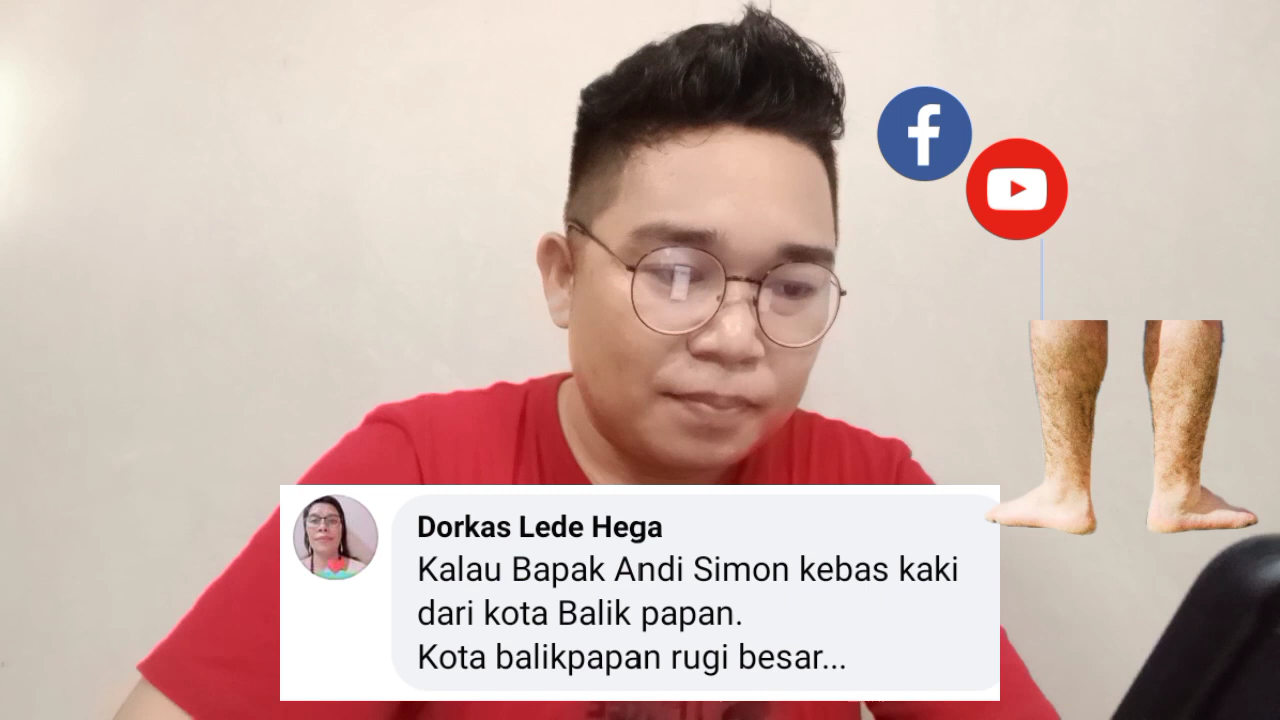 Dorkas Lede Hega
Kalau Bapak Andi Simon kebas kaki
dari kota Balik papan.
Kota balikpapan rugi besar...